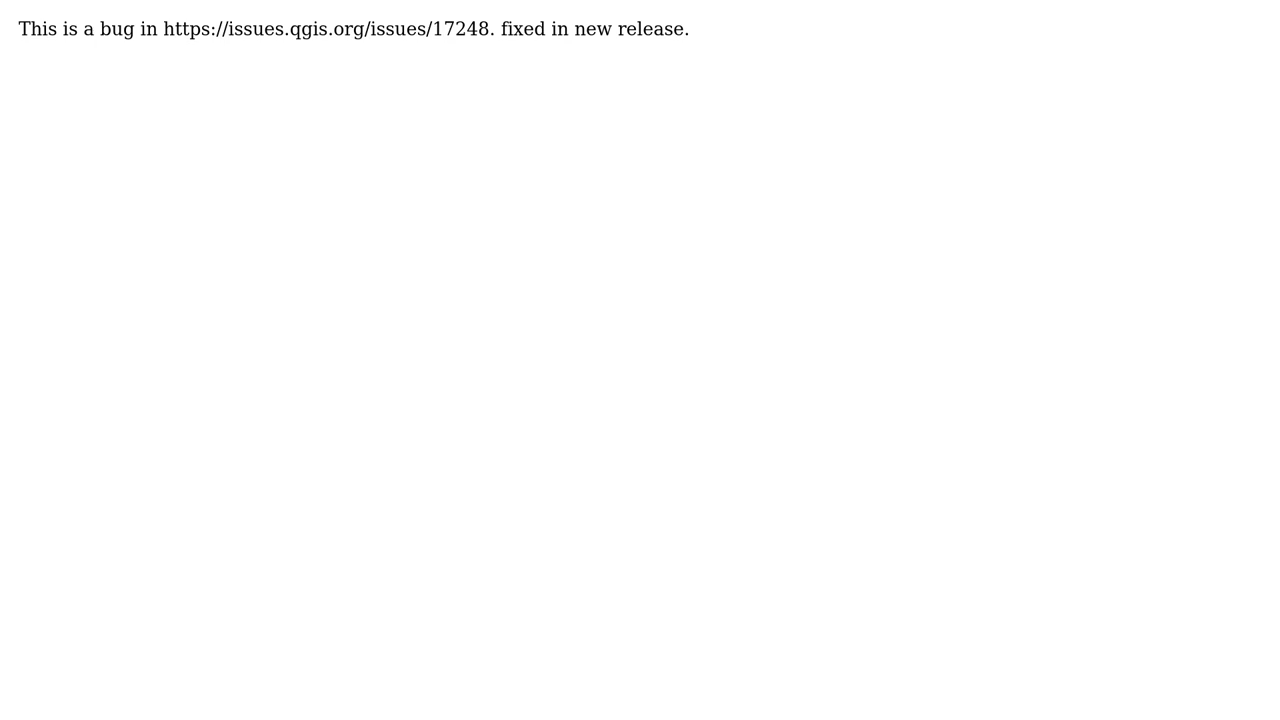 This is a bug in https://issues.qgis.org/issues/17248. fixed in new release.